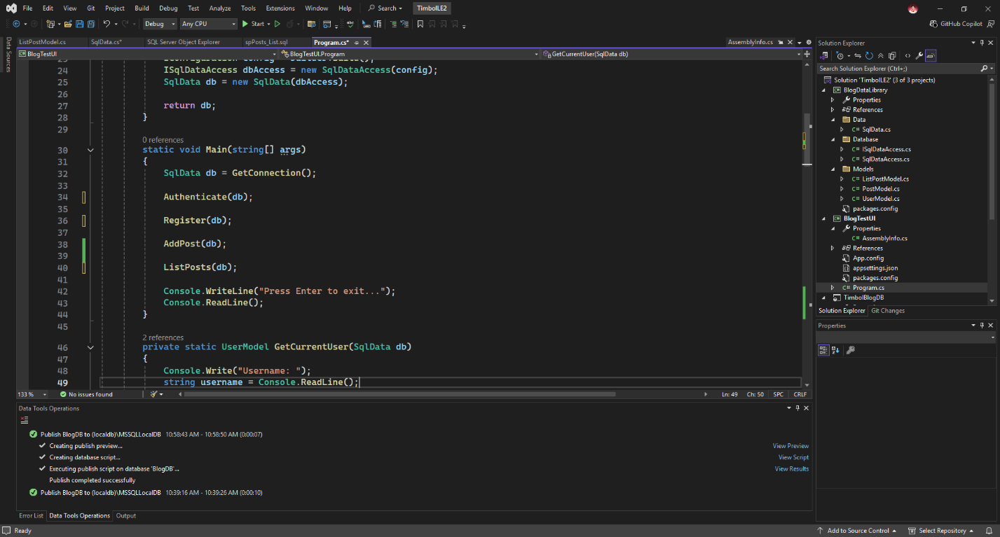 File Edit View Git Project Build Debug Test Analyze Tools Extensions Window Help Search TimbolLE2
Debug Any CPU Start GitHub Copilot
Data Sources
ListPostModel.cs SqlData.cs* SQL Server Object Explorer spPosts_List.sql Program.cs* AssemblyInfo.cs
BlogTestUI BlogTestUI.Program GetCurrentUser(SqlData db)
24 ISqlDataAccess dbAccess = new SqlDataAccess(config);
25 SqlData db = new SqlData(dbAccess);
26
27 return db;
28 }
29
0 references
30 static void Main(string[] args)
31 {
32 SqlData db = GetConnection();
33
34 Authenticate(db);
35
36 Register(db);
37
38 AddPost(db);
39
40 ListPosts(db);
41
42 Console.WriteLine("Press Enter to exit...");
43 Console.ReadLine();
44 }
45
2 references
46 private static UserModel GetCurrentUser(SqlData db)
47 {
48 Console.Write("Username: ");
49 string username = Console.ReadLine();
133 % No issues found Ln: 49 Ch: 50 SPC CRLF
Data Tools Operations
Publish BlogDB to (localdb)\MSSQLLocalDB 10:58:43 AM - 10:58:50 AM (0:00:07)
Creating publish preview... View Preview
Creating database script... View Script
Executing publish script on database 'BlogDB'... View Results
Publish completed successfully
Publish BlogDB to (localdb)\MSSQLLocalDB 10:39:16 AM - 10:39:26 AM (0:00:10)
Error List Data Tools Operations Output
Solution Explorer
Search Solution Explorer (Ctrl+;)
Solution 'TimbolLE2' (3 of 3 projects)
BlogDataLibrary
Properties
References
Data
C# SqlData.cs
Database
C# ISqlDataAccess.cs
C# SqlDataAccess.cs
Models
C# ListPostModel.cs
C# PostModel.cs
C# UserModel.cs
packages.config
BlogTestUI
Properties
C# AssemblyInfo.cs
References
App.config
appsettings.json
packages.config
C# Program.cs
TimbolBlogDB
Solution Explorer Git Changes
Properties
Ready Add to Source Control Select Repository